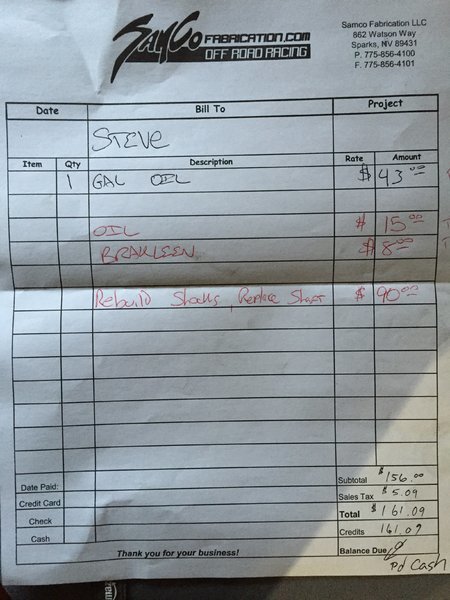 SAMCO FABRICATION.COM
OFF ROAD RACING
Samco Fabrication LLC
862 Watson Way
Sparks, NV 89431
P. 775-856-4100
F. 775-856-4101
Date Bill To Project
STEVE
Item Qty Description Rate Amount
1 GAL OIL $ 43.00
OIL $ 15.00
BRAKLEEN $ 8.00
Rebuild Shocks, Replace Shaft $ 90.00
Subtotal $ 156.00
Date Paid:
Sales Tax $ 5.09
Credit Card
Total $ 161.09
Check
Credits 161.09
Cash
Thank you for your business!
Balance Due
Pd Cash